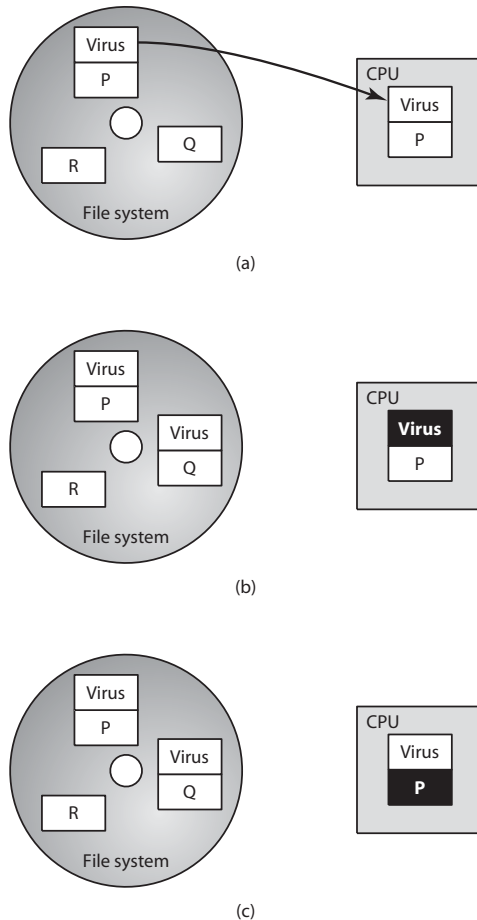 Virus
P
Q
R
File system
CPU
Virus
P
(a)
Virus
P
Virus
Q
R
File system
CPU
Virus
P
(b)
Virus
P
Virus
Q
R
File system
CPU
Virus
P
(c)